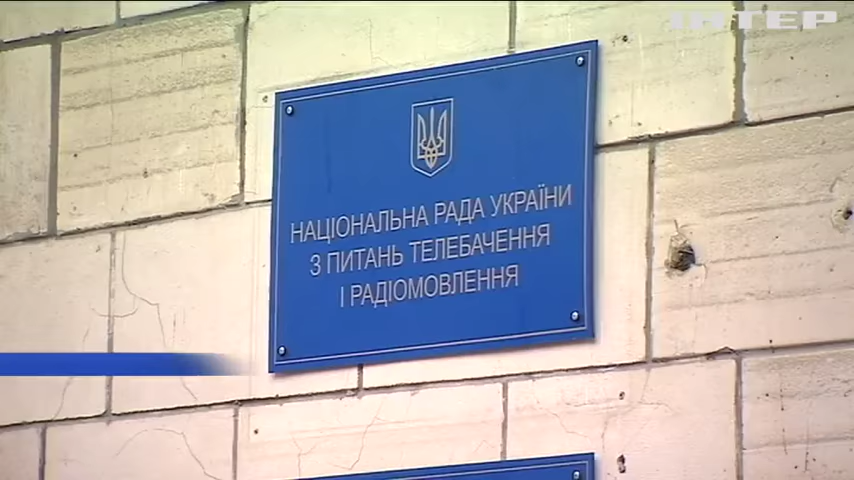 ІНТЕР
НАЦІОНАЛЬНА РАДА УКРАЇНИ
З ПИТАНЬ ТЕЛЕБАЧЕННЯ
І РАДІОМОВЛЕННЯ